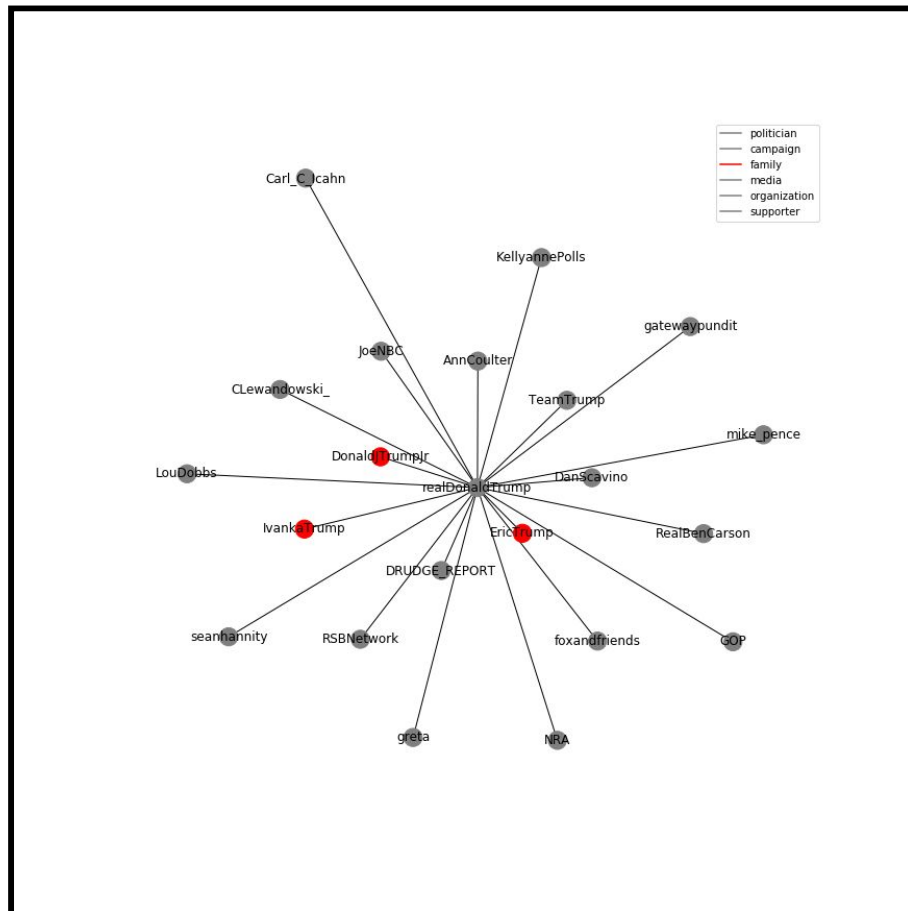 politician
campaign
family
media
organization
supporter
Carl_C_Icahn
KellyannePolls
gatewaypundit
JoeNBC
AnnCoulter
CLewandowski_
TeamTrump
mike_pence
DonaldJTrumpJr
LouDobbs
DanScavino
realDonaldTrump
IvankaTrump
EricTrump
RealBenCarson
DRUDGE_REPORT
seanhannity
RSBNetwork
foxandfriends
GOP
greta
NRA